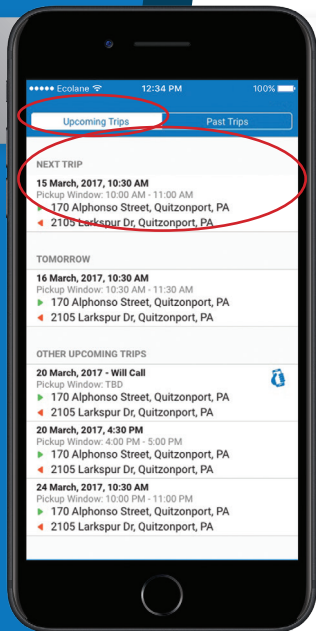 Ecolane 12:34 PM 100%
Upcoming Trips Past Trips
NEXT TRIP
15 March, 2017, 10:30 AM
Pickup Window: 10:00 AM - 11:00 AM
170 Alphonso Street, Quitzonport, PA
2105 Larkspur Dr, Quitzonport, PA
TOMORROW
16 March, 2017, 10:30 AM
Pickup Window: 10:30 AM - 11:30 AM
170 Alphonso Street, Quitzonport, PA
2105 Larkspur Dr, Quitzonport, PA
OTHER UPCOMING TRIPS
20 March, 2017 - Will Call
Pickup Window: TBD
170 Alphonso Street, Quitzonport, PA
2105 Larkspur Dr, Quitzonport, PA
20 March, 2017, 4:30 PM
Pickup Window: 4:00 PM - 5:00 PM
170 Alphonso Street, Quitzonport, PA
2105 Larkspur Dr, Quitzonport, PA
24 March, 2017, 10:30 AM
Pickup Window: 10:00 PM - 11:00 PM
170 Alphonso Street, Quitzonport, PA
2105 Larkspur Dr, Quitzonport, PA